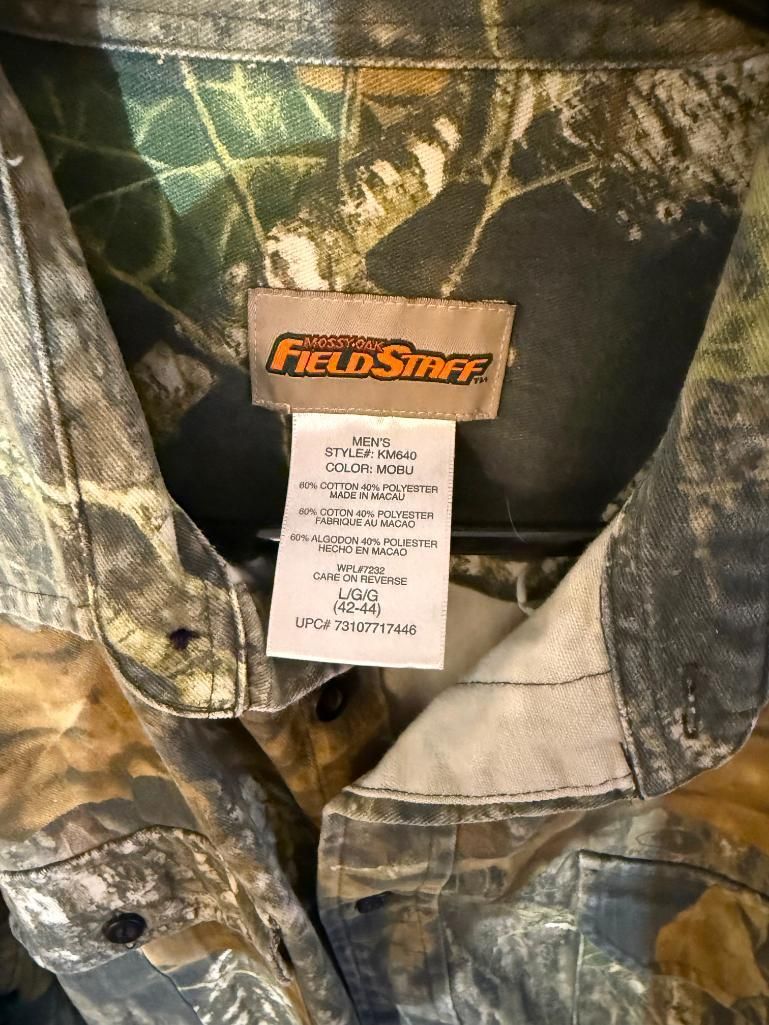 MOSSY OAK
FIELDSTAFF™
MEN'S
STYLE#: KM640
COLOR: MOBU
60% COTTON 40% POLYESTER
MADE IN MACAU
60% COTON 40% POLYESTER
FABRIQUE AU MACAO
60% ALGODON 40% POLIESTER
HECHO EN MACAO
WPL#7232
CARE ON REVERSE
L/G/G
(42-44)
UPC# 73107717446